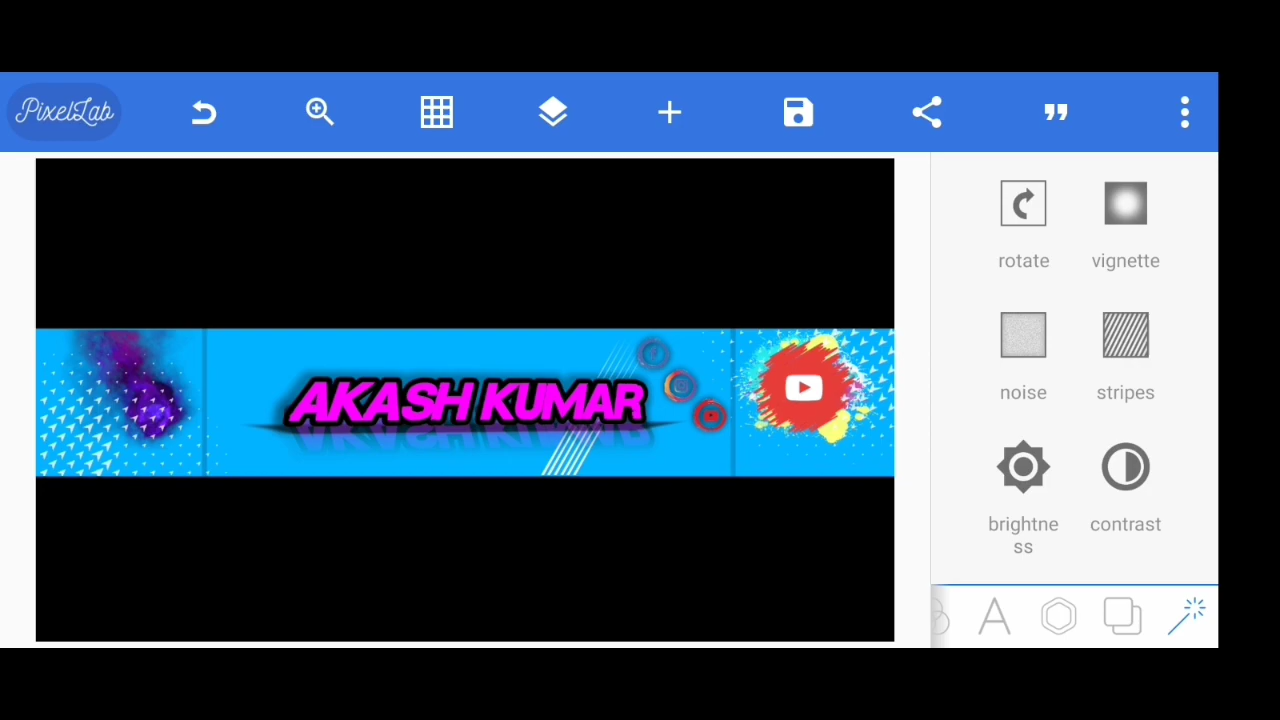 PixelLab
rotate
vignette
noise
stripes
brightne
ss
contrast
AKASH KUMAR